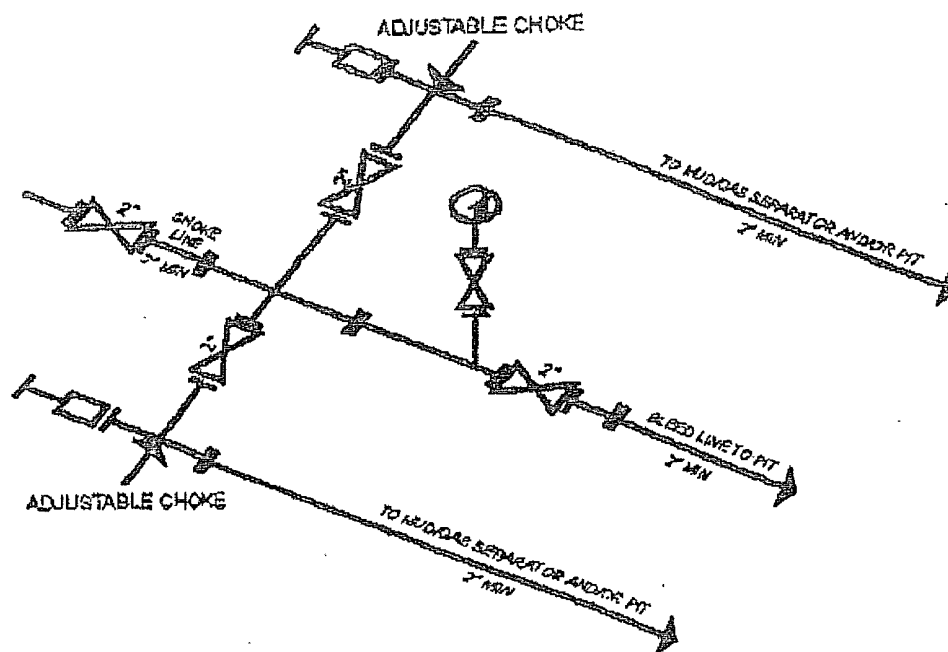 ADJUSTABLE CHOKE
TO MUD/GAS SEPARATOR AND/OR PIT
2" MIN
2"
2"
CHOKE
LINE
2" MIN
2"
2"
BLEED LINE TO PIT
2" MIN
ADJUSTABLE CHOKE
TO MUD/GAS SEPARATOR AND/OR PIT
2" MIN